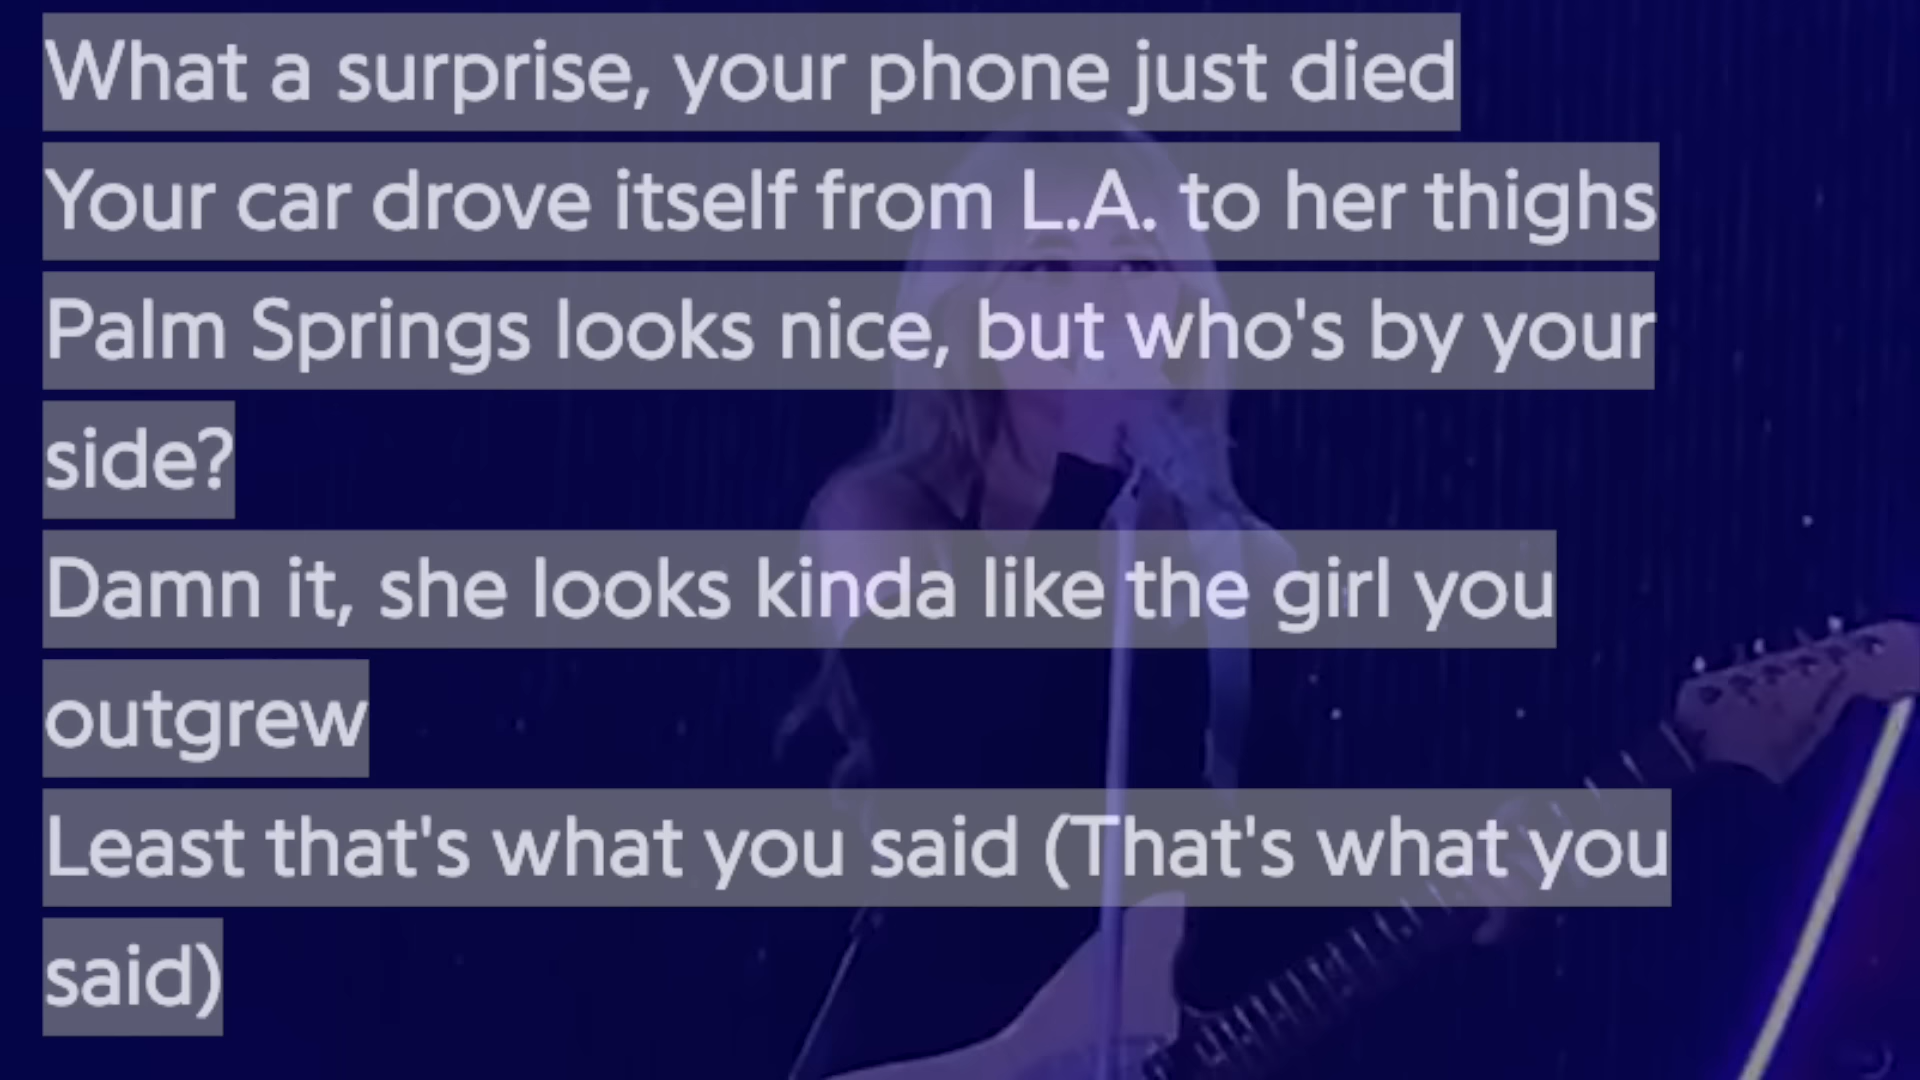 What a surprise, your phone just died
Your car drove itself from L.A. to her thighs
Palm Springs looks nice, but who's by your
side?
Damn it, she looks kinda like the girl you
outgrew
Least that's what you said (That's what you
said)